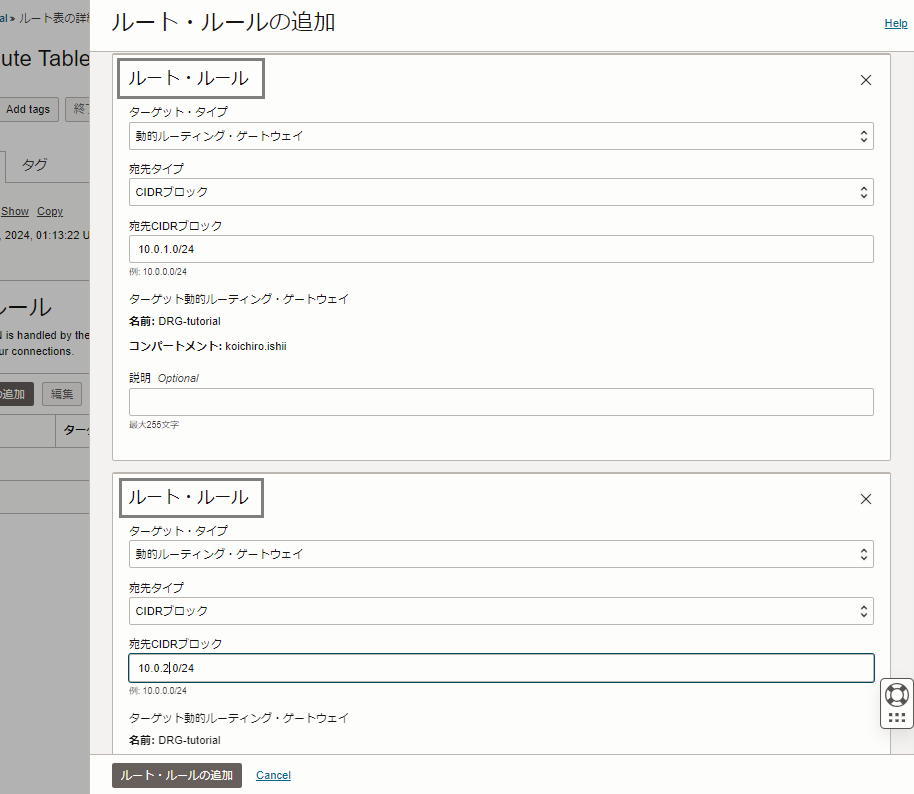 al » ルート表の詳細
ルート・ルールの追加
Help
ute Table
Add tags
終了
タグ
Show Copy
, 2024, 01:13:22 U
ルール
N is handled by the
ur connections.
の追加
編集
ターゲ
ルート・ルール
ターゲット・タイプ
動的ルーティング・ゲートウェイ
宛先タイプ
CIDRブロック
宛先CIDRブロック
10.0.1.0/24
例: 10.0.0.0/24
ターゲット動的ルーティング・ゲートウェイ
名前: DRG-tutorial
コンパートメント: koichiro.ishii
説明 Optional
最大255文字
ルート・ルール
ターゲット・タイプ
動的ルーティング・ゲートウェイ
宛先タイプ
CIDRブロック
宛先CIDRブロック
10.0.2.0/24
例: 10.0.0.0/24
ターゲット動的ルーティング・ゲートウェイ
名前: DRG-tutorial
ルート・ルールの追加
Cancel